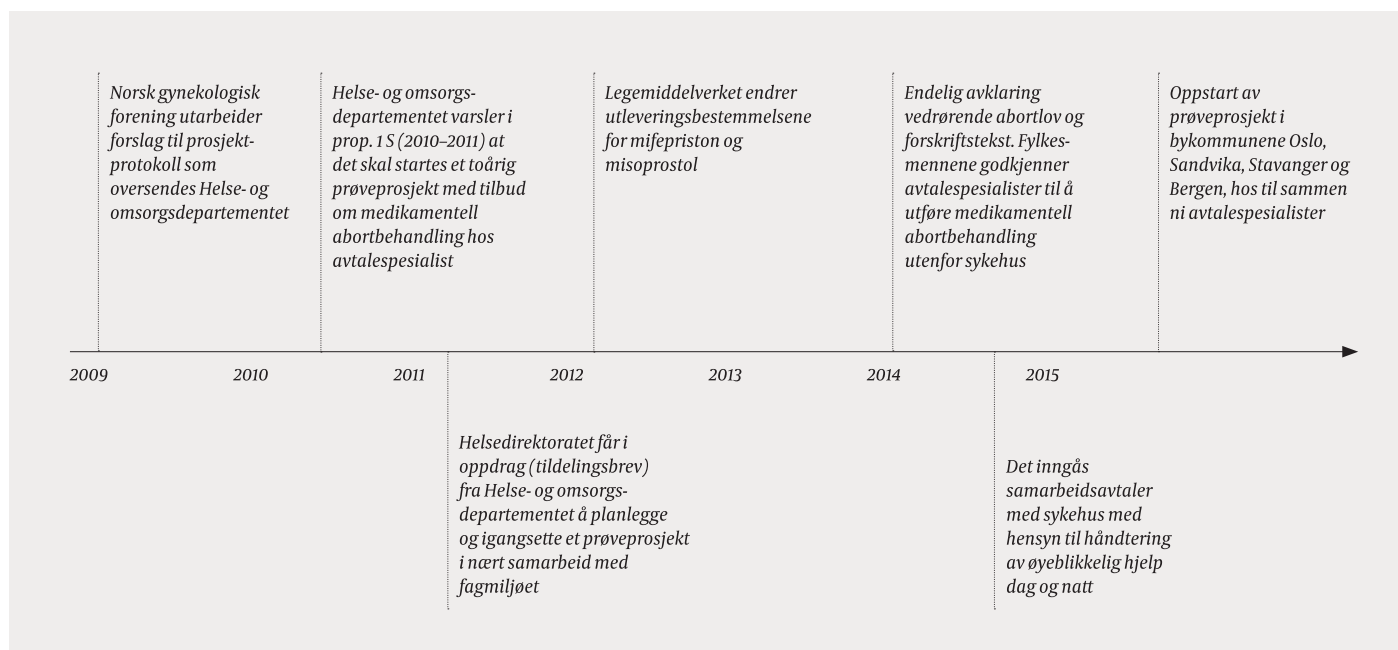 Norsk gynekologisk
forening utarbeider
forslag til prosjekt-
protokoll som
oversendes Helse- og
omsorgsdepartementet
Helse- og omsorgs-
departementet varsler i
prop. 1 S (2010–2011) at
det skal startes et toårig
prøveprosjekt med tilbud
om medikamentell
abortbehandling hos
avtalespesialist
Legemiddelverket endrer
utleveringsbestemmelsene
for mifepriston og
misoprostol
Endelig avklaring
vedrørende abortlov og
forskriftstekst. Fylkes-
mennene godkjenner
avtalespesialister til å
utføre medikamentell
abortbehandling
utenfor sykehus
Oppstart av
prøveprosjekt i
bykommunene Oslo,
Sandvika, Stavanger og
Bergen, hos til sammen
ni avtalespesialister
2009 2010 2011 2012 2013 2014 2015
Helsedirektoratet får i
oppdrag (tildelingsbrev)
fra Helse- og omsorgs-
departementet å planlegge
og igangsette et prøveprosjekt
i nært samarbeid med
fagmiljøet
Det inngås
samarbeidsavtaler
med sykehus med
hensyn til håndtering
av øyeblikkelig hjelp
dag og natt